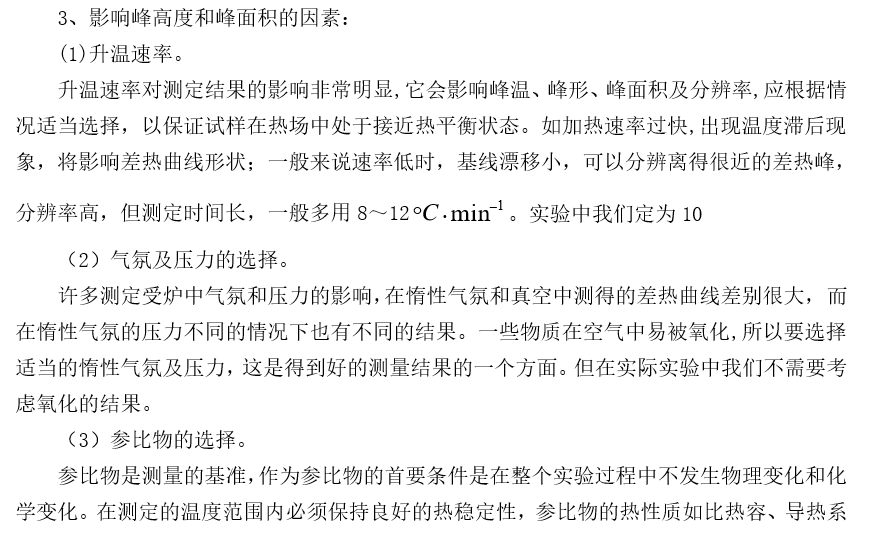 3、影响峰高度和峰面积的因素：
(1)升温速率。
升温速率对测定结果的影响非常明显,它会影响峰温、峰形、峰面积及分辨率,应根据情
况适当选择，以保证试样在热场中处于接近热平衡状态。如加热速率过快,出现温度滞后现
象，将影响差热曲线形状；一般来说速率低时，基线漂移小，可以分辨离得很近的差热峰，
分辨率高，但测定时间长，一般多用 8～12°C·min⁻¹。实验中我们定为 10
（2）气氛及压力的选择。
许多测定受炉中气氛和压力的影响,在惰性气氛和真空中测得的差热曲线差别很大，而
在惰性气氛的压力不同的情况下也有不同的结果。一些物质在空气中易被氧化,所以要选择
适当的惰性气氛及压力，这是得到好的测量结果的一个方面。但在实际实验中我们不需要考
虑氧化的结果。
（3）参比物的选择。
参比物是测量的基准,作为参比物的首要条件是在整个实验过程中不发生物理变化和化
学变化。在测定的温度范围内必须保持良好的热稳定性，参比物的热性质如比热容、导热系